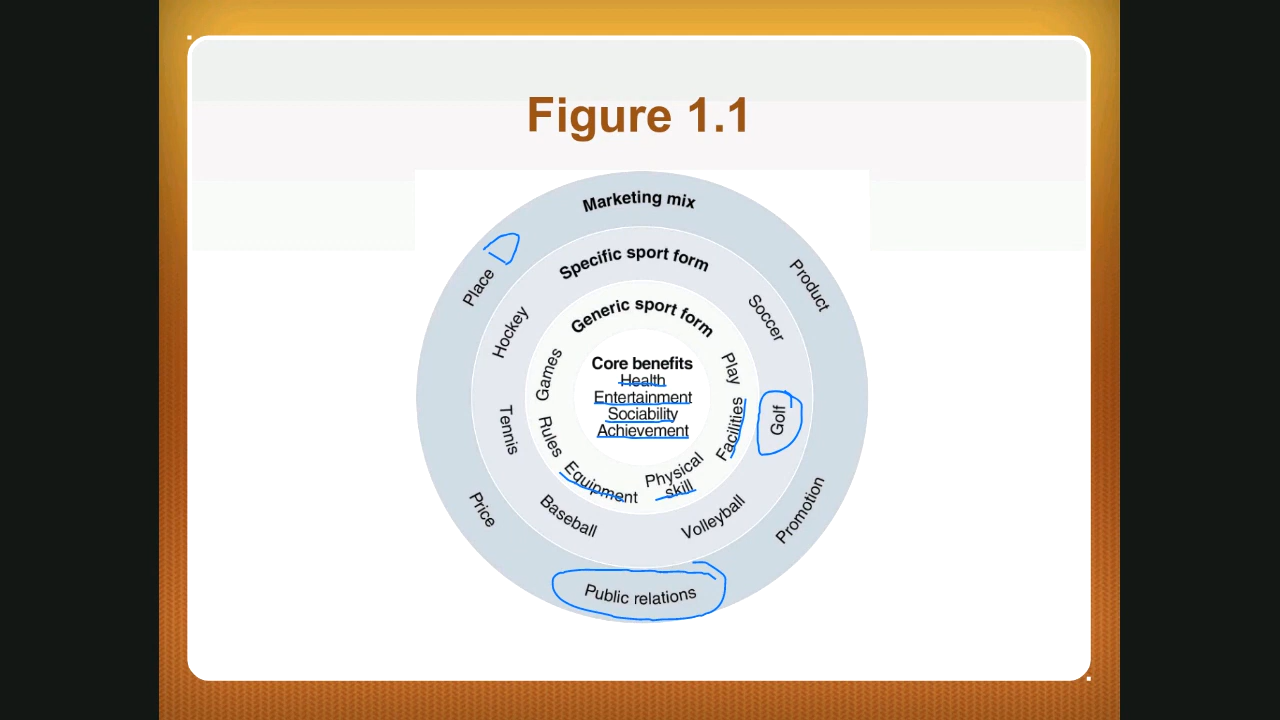 Figure 1.1
Marketing mix
Product
Promotion
Public relations
Price
Place
Specific sport form
Soccer
Golf
Volleyball
Baseball
Tennis
Hockey
Generic sport form
Play
Facilities
Physical
skill
Equipment
Rules
Games
Core benefits
Health
Entertainment
Sociability
Achievement